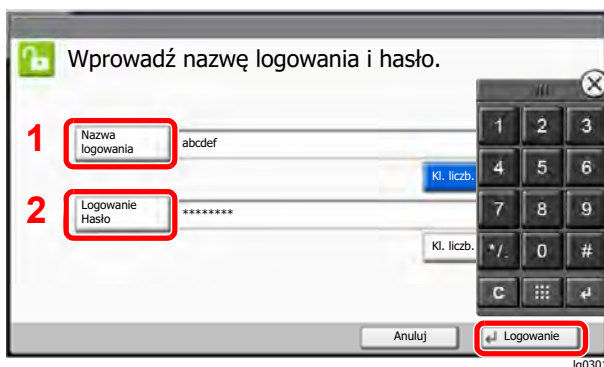 Wprowadź nazwę logowania i hasło.
1
Nazwa
logowania
abcdef
Kl. liczb.
2
Logowanie
Hasło
********
Kl. liczb.
1 2 3
4 5 6
7 8 9
*/. 0 #
C
Anuluj
Logowanie